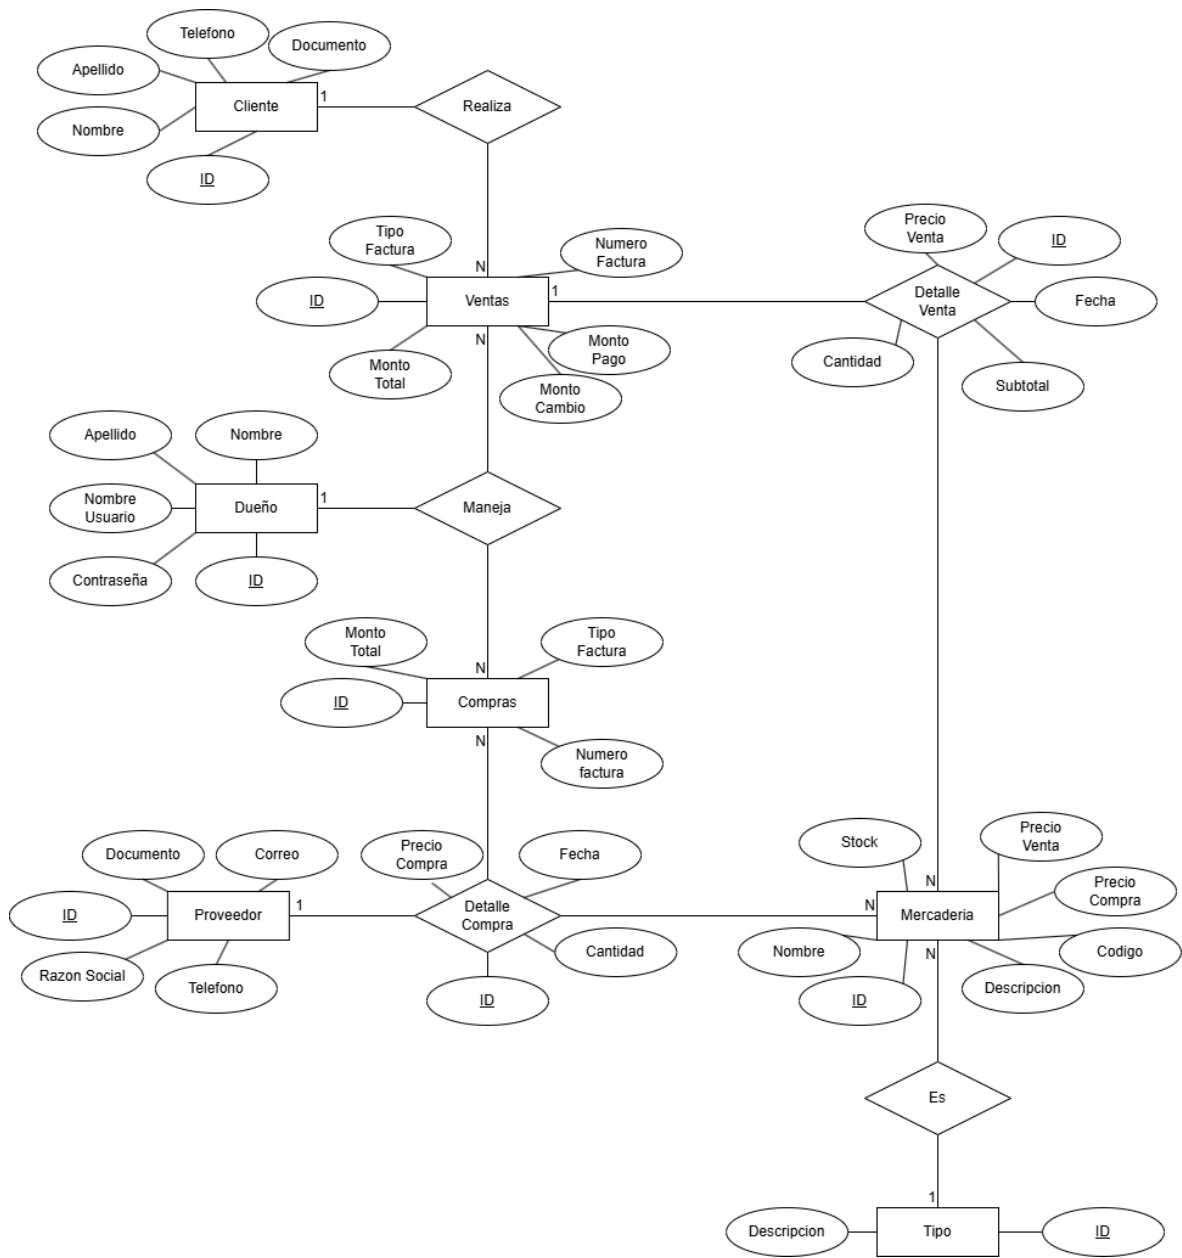 Telefono
Documento
Apellido
Cliente
1
Realiza
Nombre
ID
Tipo
Factura
Numero
Factura
N
ID
Ventas
1
Monto
Total
N
Monto
Pago
Monto
Cambio
Precio
Venta
ID
Detalle
Venta
Fecha
Cantidad
Subtotal
Apellido
Nombre
Nombre
Usuario
Dueño
1
Maneja
Contraseña
ID
Monto
Total
Tipo
Factura
N
ID
Compras
N
Numero
factura
Documento
Correo
Precio
Compra
Fecha
ID
Proveedor
1
Detalle
Compra
Razon Social
Telefono
Cantidad
ID
Stock
Precio
Venta
N
N
Mercaderia
Precio
Compra
Nombre
N
Codigo
ID
Descripcion
Es
1
Descripcion
Tipo
ID